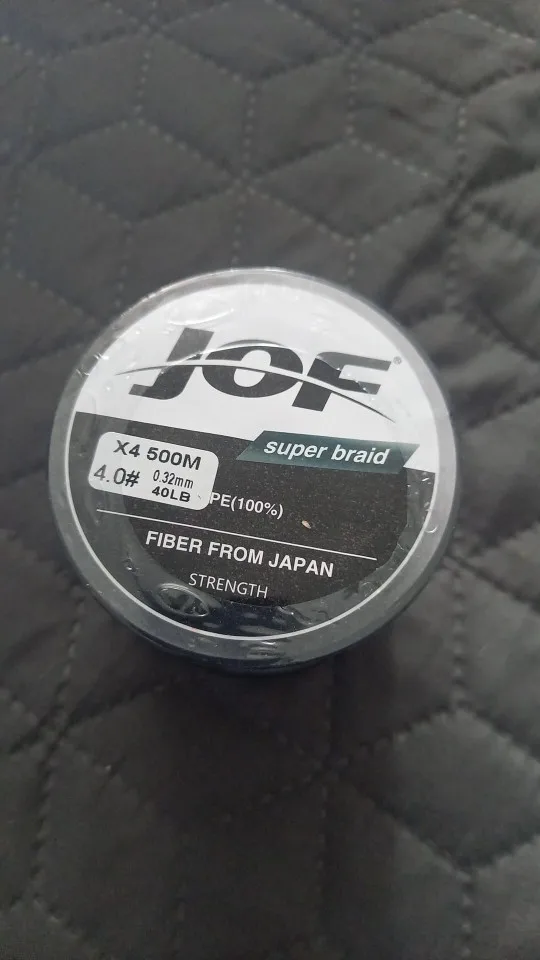 JOF®
super braid
X4 500M
4.0# 0.32mm
40LB
PE(100%)
FIBER FROM JAPAN
STRENGTH